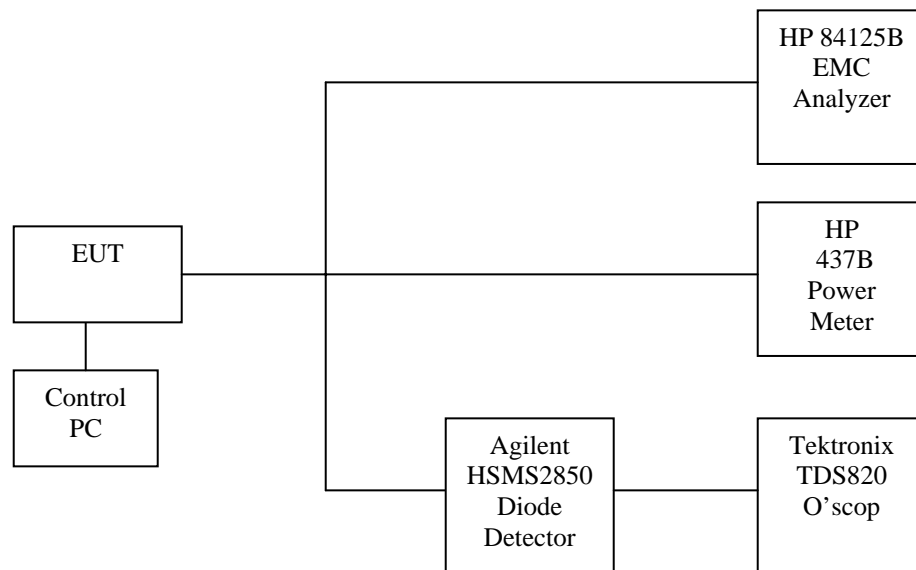 HP 84125B
EMC
Analyzer
HP
437B
Power
Meter
EUT
Control
PC
Agilent
HSMS2850
Diode
Detector
Tektronix
TDS820
O’scop